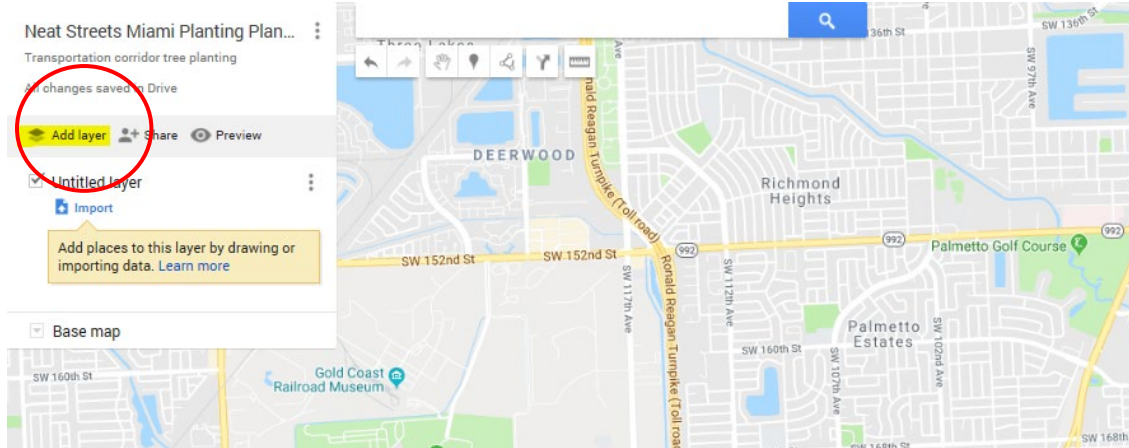 Neat Streets Miami Planting Plan...
Transportation corridor tree planting
All changes saved in Drive
Add layer
Share
Preview
Untitled layer
Import
Add places to this layer by drawing or
importing data. Learn more
Base map
Three Lakes
Ave
36th St
SW 136th St
SW 97th Ave
Ronald Reagan Turnpike (Toll road)
DEERWOOD
Richmond
Heights
992
992
992
Palmetto Golf Course
SW 152nd St
SW 152nd St
SW 117th Ave
Ronald Reagan Turnpike (Toll road)
SW 112th Ave
Palmetto
Estates
SW 102nd Ave
SW 160th St
SW 107th Ave
SW 160th St
Gold Coast
Railroad Museum
SW 168th St
SW 168th